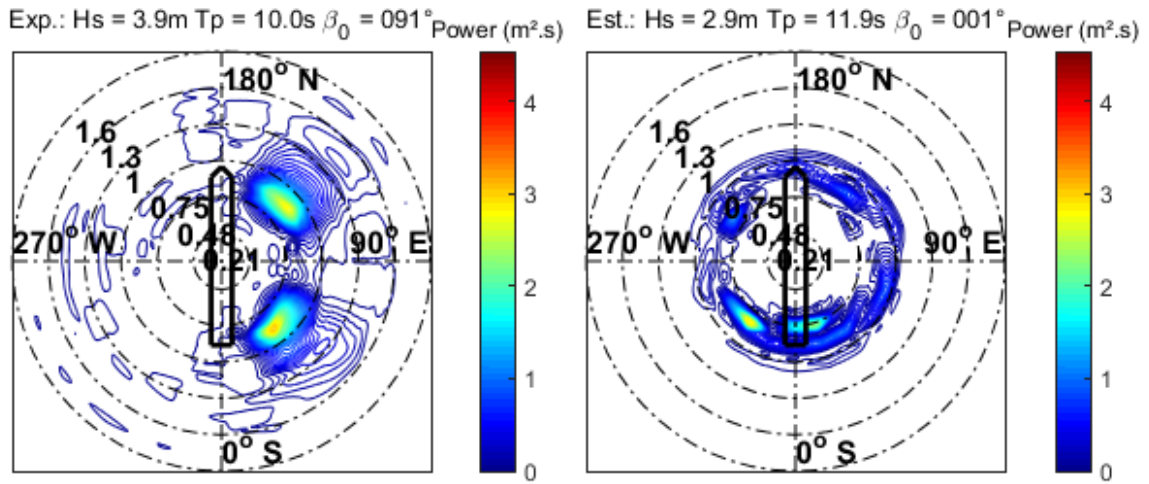 Exp.: Hs = 3.9m Tp = 10.0s β₀ = 091° Power (m².s)
180° N
1.6
1.3
1
0.75
0.48
0.21
270° W
90° E
0° S
4
3
2
1
0
Est.: Hs = 2.9m Tp = 11.9s β₀ = 001° Power (m².s)
180° N
1.6
1.3
1
0.75
0.48
0.21
270° W
90° E
0° S
4
3
2
1
0